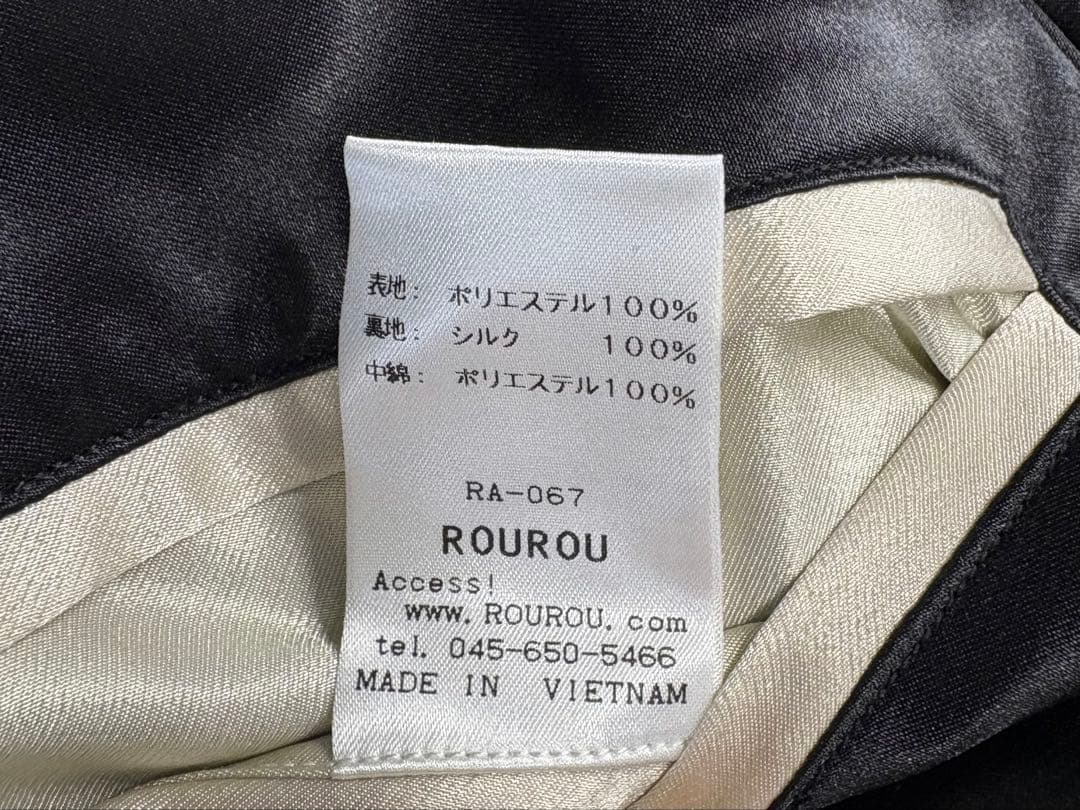 表地: ポリエステル100%
裏地: シルク 100%
中綿: ポリエステル100%
RA-067
ROUROU
Access!
www.ROUROU.com
tel. 045-650-5466
MADE IN VIETNAM